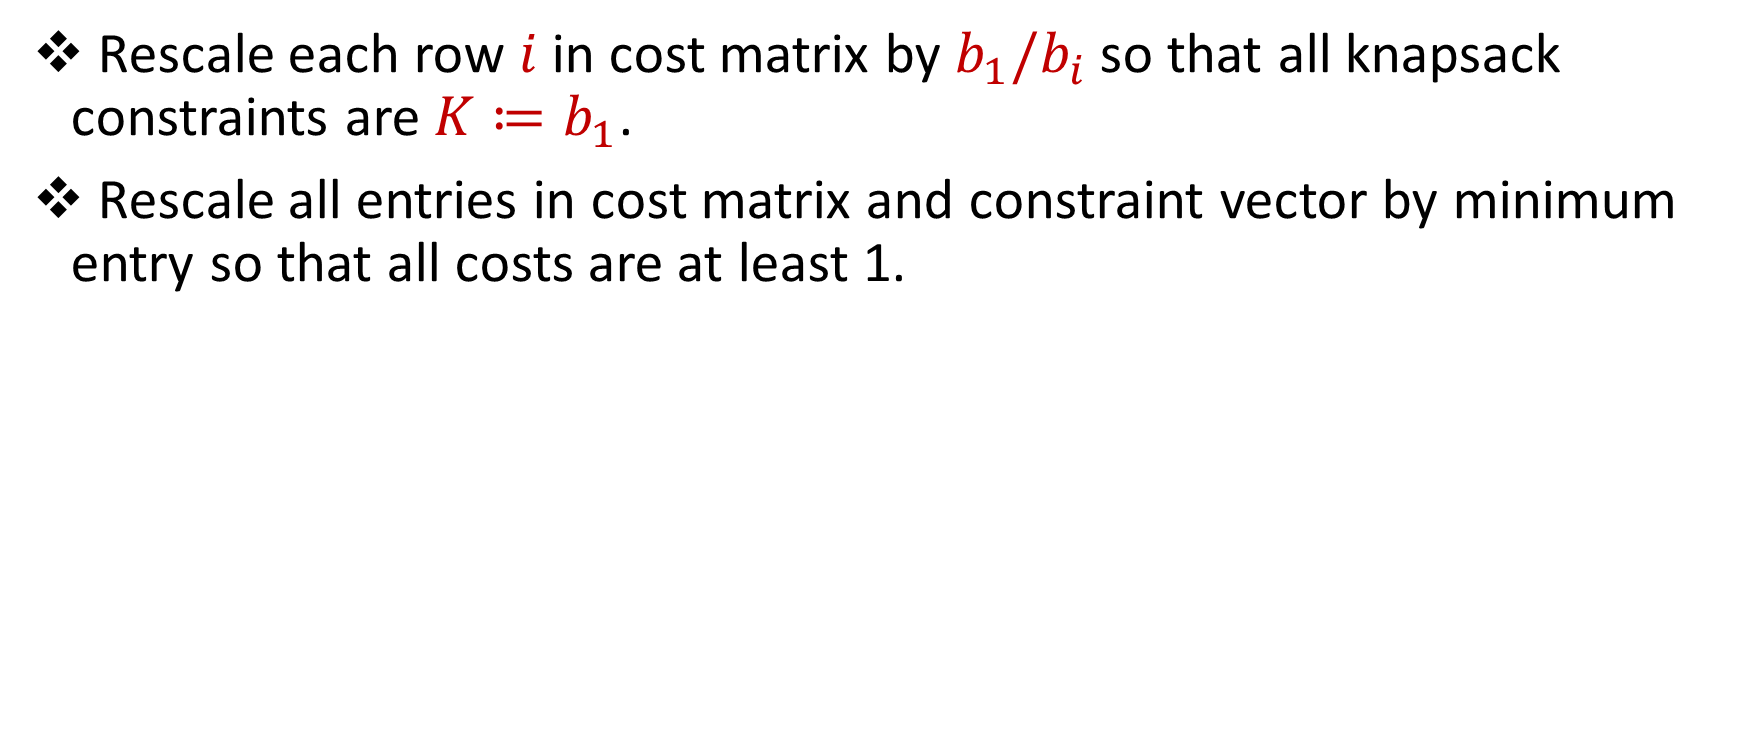 ❖ Rescale each row i in cost matrix by b₁/bᵢ so that all knapsack
constraints are K ≔ b₁.
❖ Rescale all entries in cost matrix and constraint vector by minimum
entry so that all costs are at least 1.